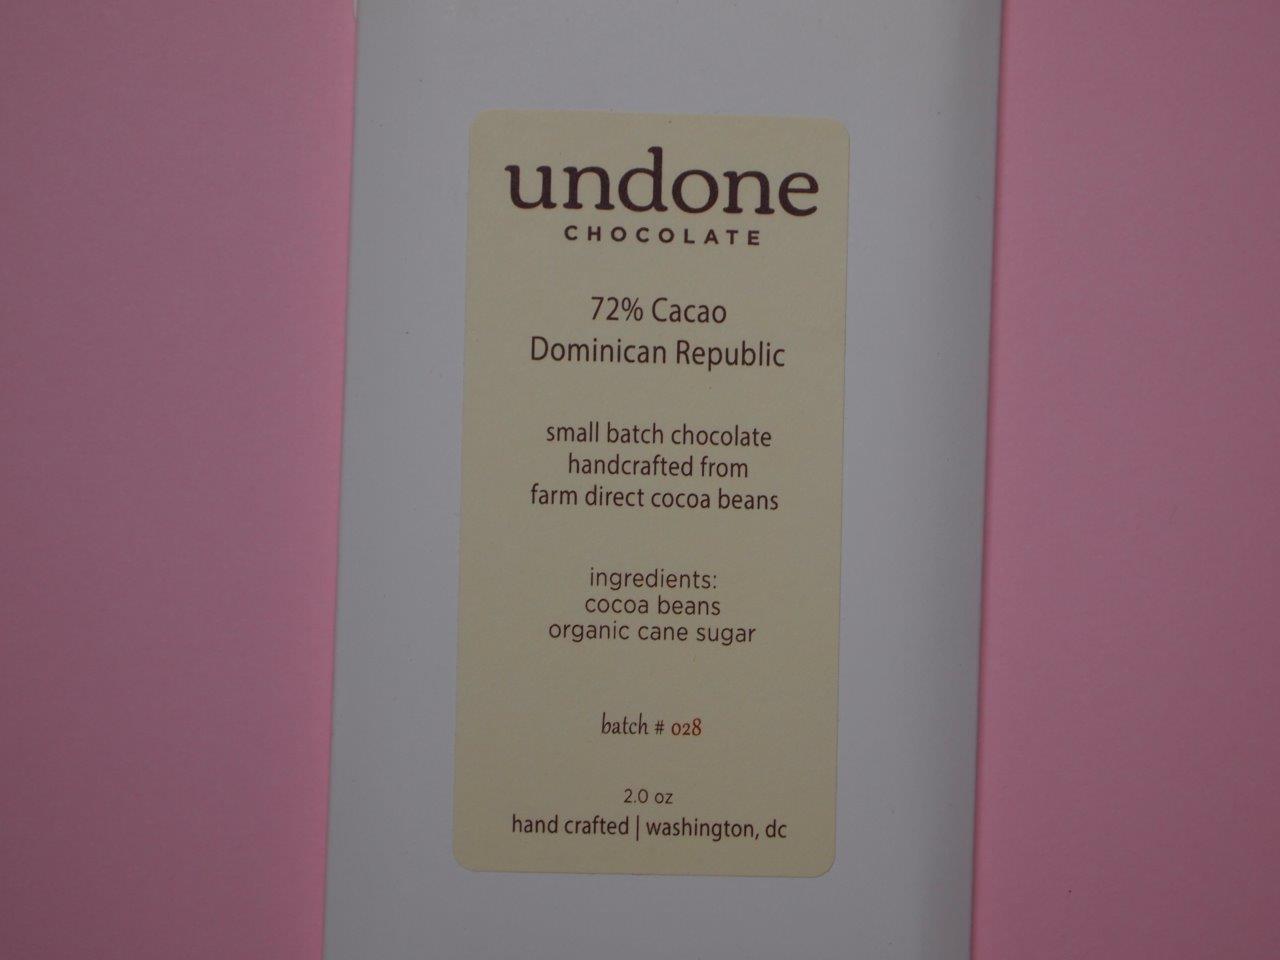 undone
CHOCOLATE
72% Cacao
Dominican Republic
small batch chocolate
handcrafted from
farm direct cocoa beans
ingredients:
cocoa beans
organic cane sugar
batch # 028
2.0 oz
hand crafted | washington, dc